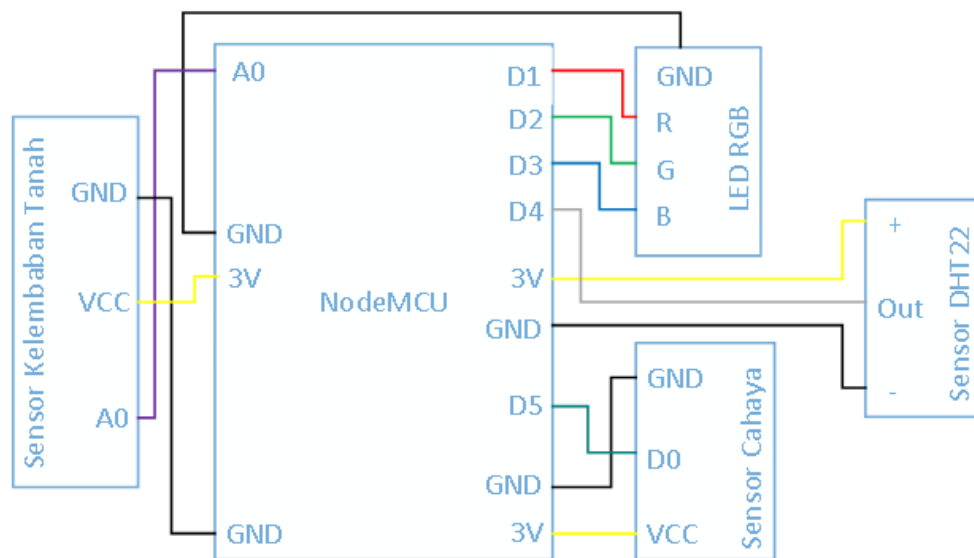 Sensor Kelembaban Tanah
GND
VCC
A0
A0
GND
3V
GND
NodeMCU
D1
D2
D3
D4
3V
GND
D5
GND
3V
GND
R
G
B
LED RGB
GND
D0
VCC
Sensor Cahaya
+
Out
-
Sensor DHT22